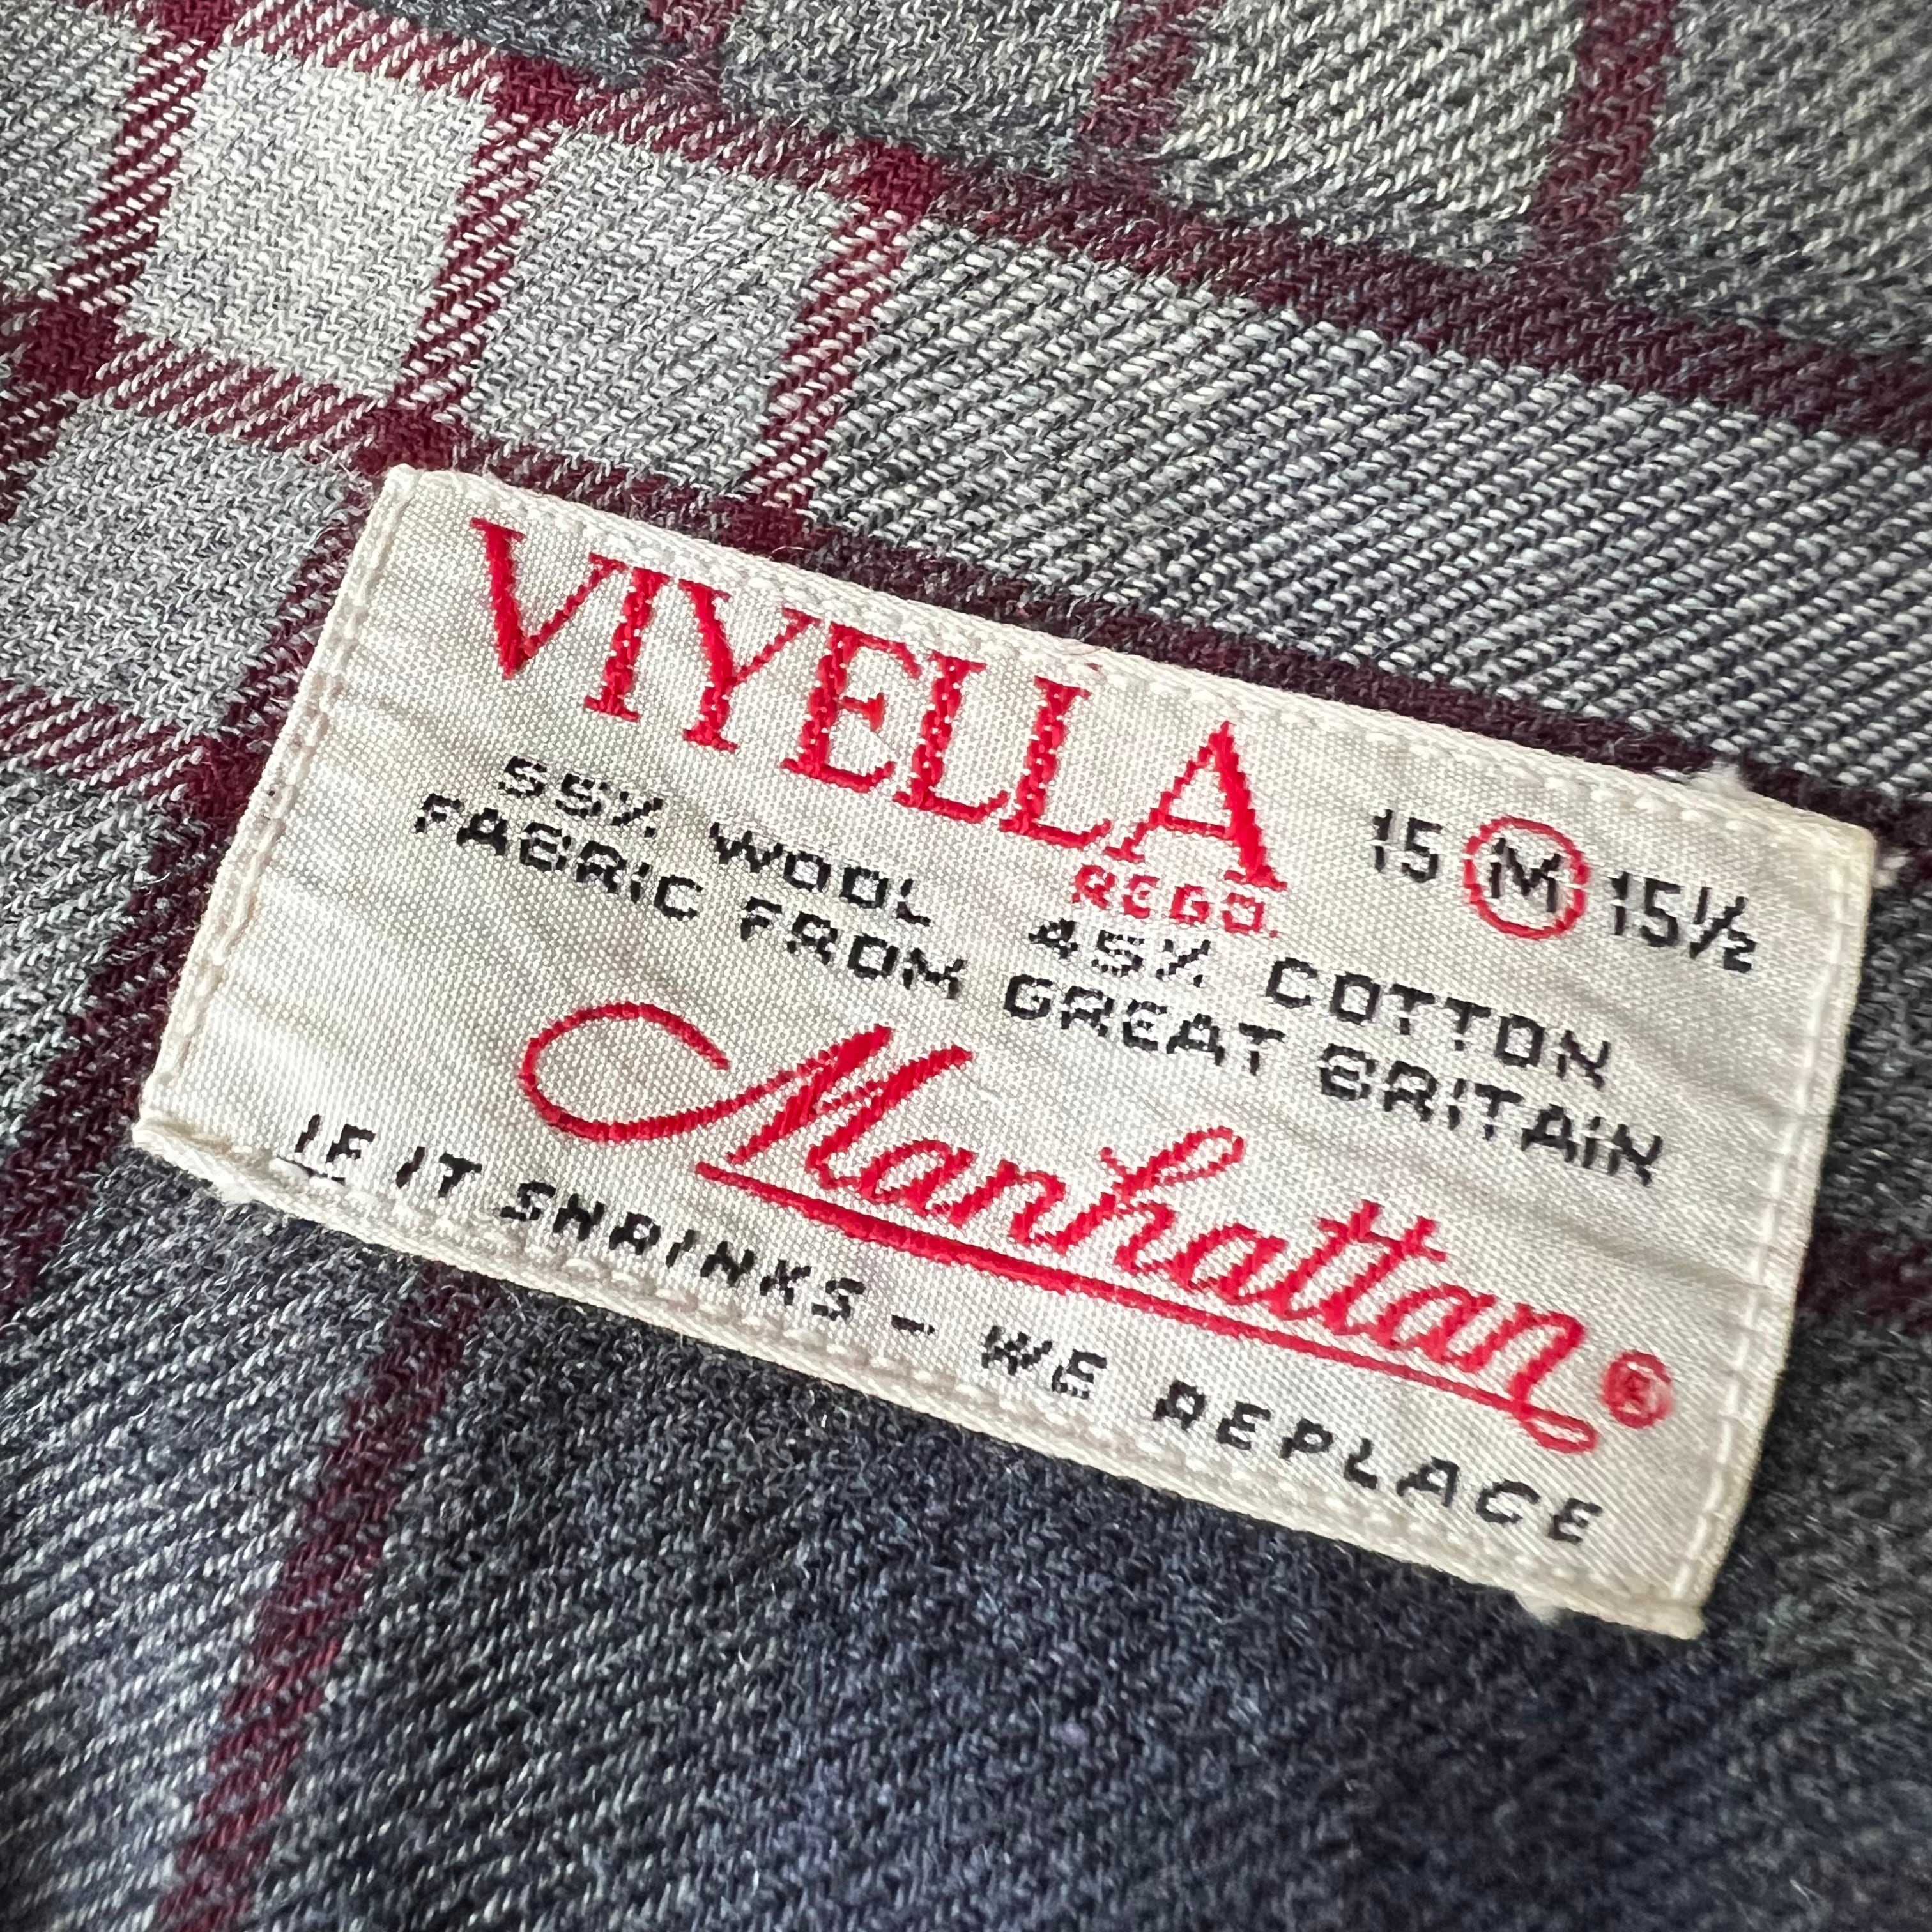 VIYELLA
REGD.
15 M 15½
55% WOOL 45% COTTON
FABRIC FROM GREAT BRITAIN
Manhattan®
IF IT SHRINKS - WE REPLACE